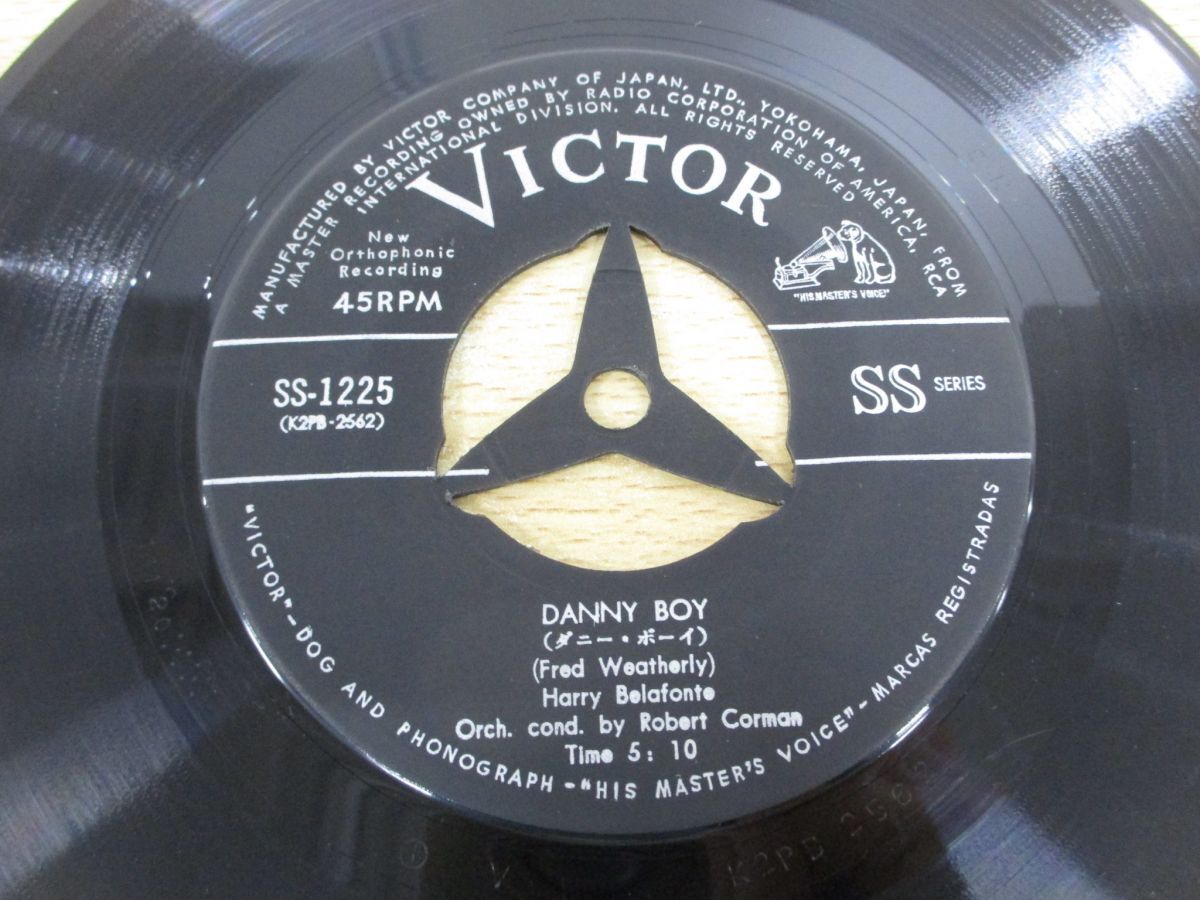 MANUFACTURED BY VICTOR COMPANY OF JAPAN, LTD., YOKOHAMA, JAPAN, FROM
A MASTER RECORDING OWNED BY RADIO CORPORATION OF AMERICA, RCA
INTERNATIONAL DIVISION. ALL RIGHTS RESERVED
VICTOR
New
Orthophonic
Recording
45RPM
"HIS MASTER'S VOICE"
SS-1225
(K2PB-2562)
SS SERIES
DANNY BOY
(ダニー・ボーイ)
(Fred Weatherly)
Harry Belafonte
Orch. cond. by Robert Corman
Time 5: 10
"VICTOR"-DOG AND PHONOGRAPH-"HIS MASTER'S VOICE"-MARCAS REGISTRADAS